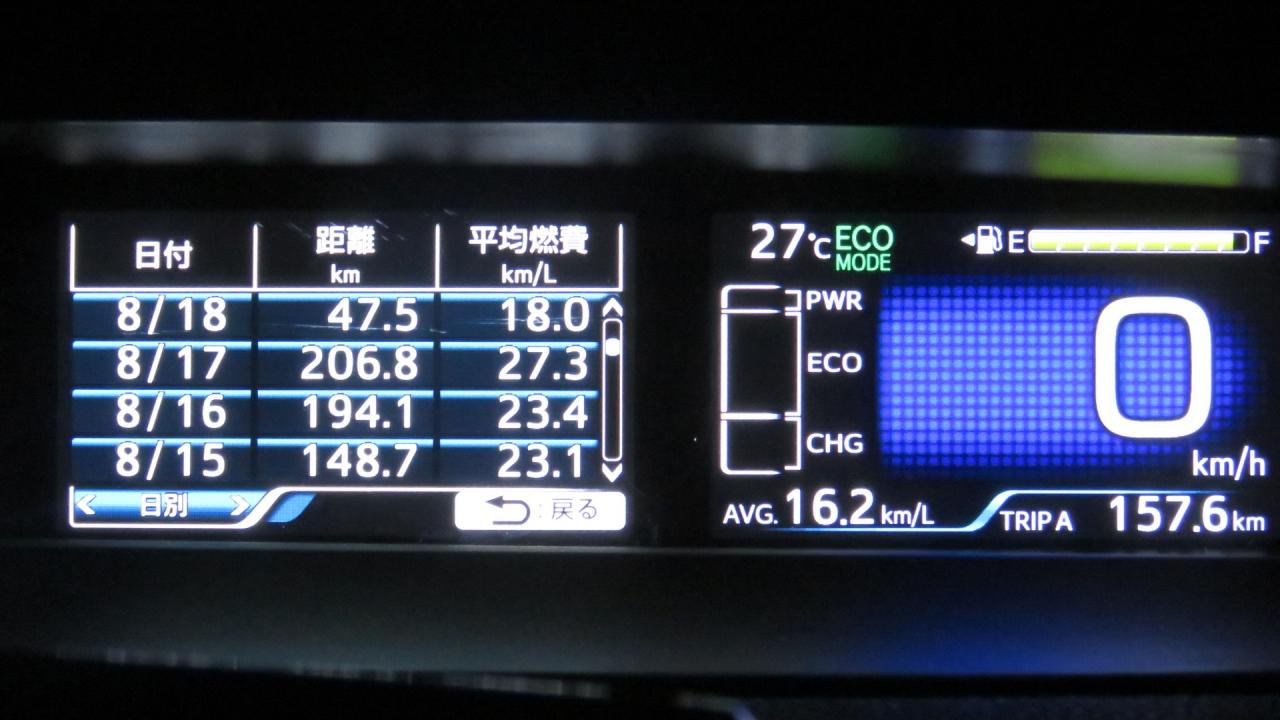 日付 距離 平均燃費
km km/L
8/18 47.5 18.0
8/17 206.8 27.3
8/16 194.1 23.4
8/15 148.7 23.1
日別 :戻る
27℃ ECO MODE E F
PWR
ECO
CHG
0
km/h
AVG. 16.2 km/L TRIP A 157.6 km